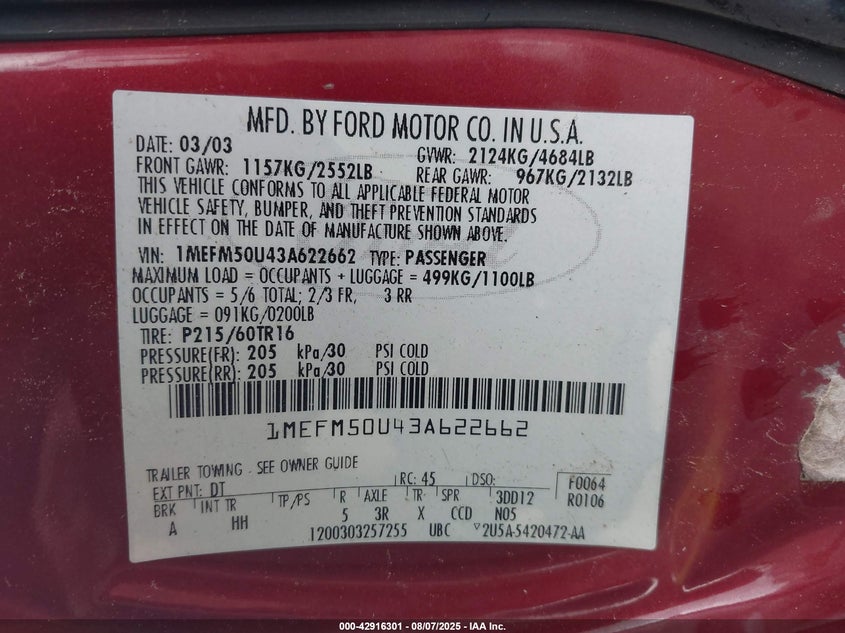 MFD. BY FORD MOTOR CO. IN U.S.A.
DATE: 03/03 GVWR: 2124KG/4684LB
FRONT GAWR: 1157KG/2552LB REAR GAWR: 967KG/2132LB
THIS VEHICLE CONFORMS TO ALL APPLICABLE FEDERAL MOTOR
VEHICLE SAFETY, BUMPER, AND THEFT PREVENTION STANDARDS
IN EFFECT ON THE DATE OF MANUFACTURE SHOWN ABOVE.
VIN: 1MEFM50U43A622662 TYPE: PASSENGER
MAXIMUM LOAD = OCCUPANTS + LUGGAGE = 499KG/1100LB
OCCUPANTS = 5/6 TOTAL; 2/3 FR, 3 RR
LUGGAGE = 091KG/0200LB
TIRE: P215/60TR16
PRESSURE(FR): 205 kPa/30 PSI COLD
PRESSURE(RR): 205 kPa/30 PSI COLD
1MEFM50U43A622662
TRAILER TOWING - SEE OWNER GUIDE
EXT PNT: DT RC: 45 DSO: F0064
BRK INT TR TP/PS R AXLE TR SPR 3DD12 R0106
A HH 5 3R X CCD N05
1200303257255 UBC 2U5A-5420472-AA
000-42916301 - 08/07/2025 - IAA Inc.